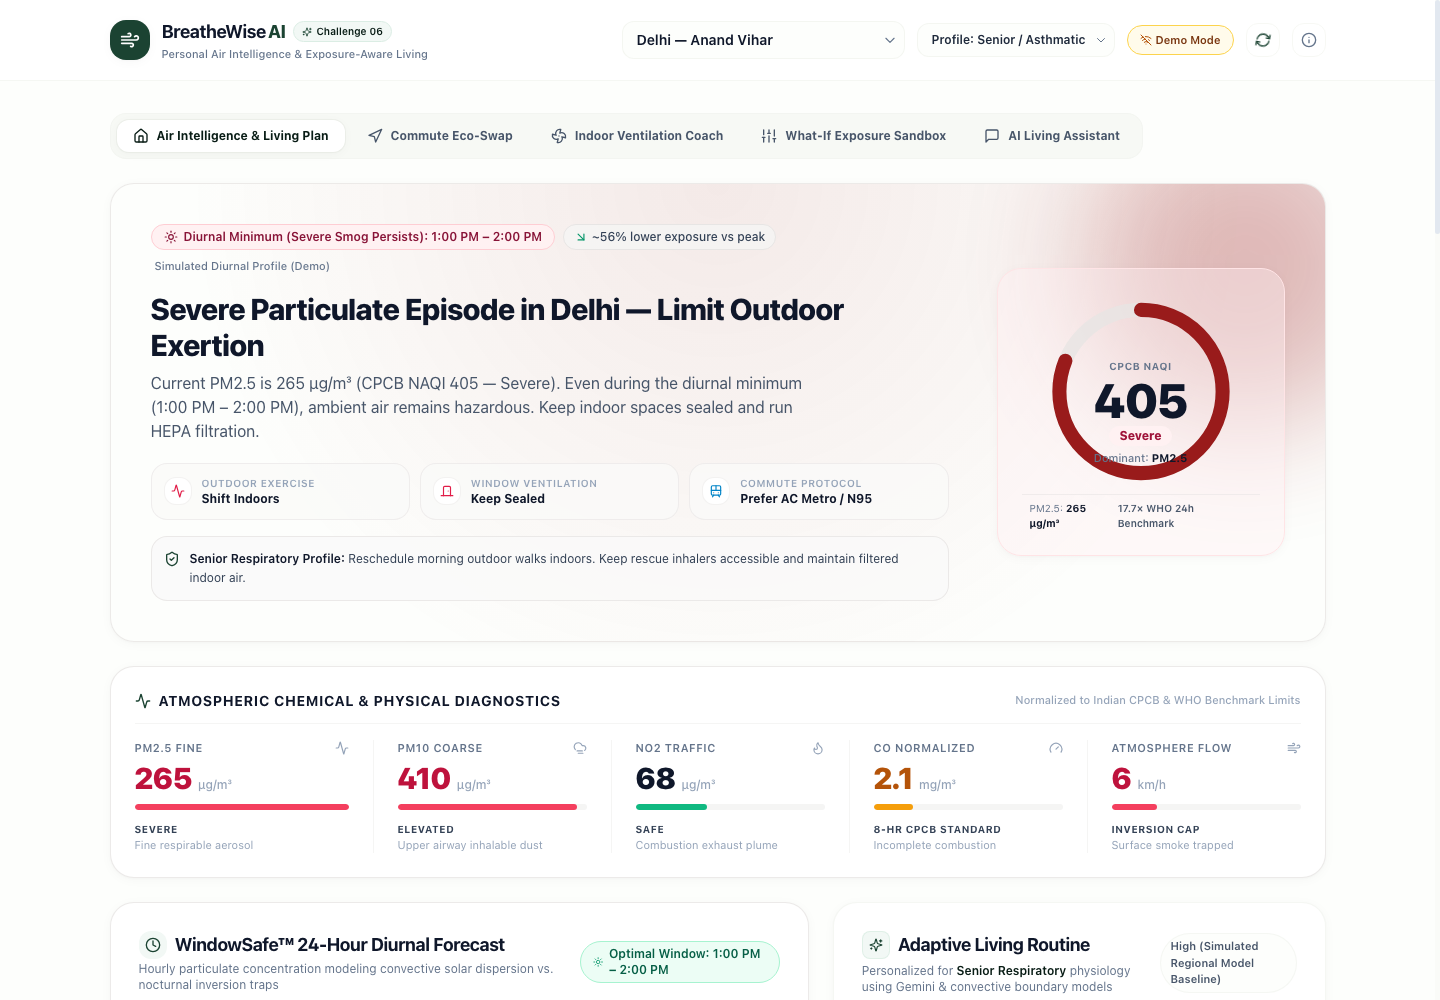 BreatheWise AI
Challenge 06
Personal Air Intelligence & Exposure-Aware Living
Delhi — Anand Vihar
Profile: Senior / Asthmatic
Demo Mode
Air Intelligence & Living Plan
Commute Eco-Swap
Indoor Ventilation Coach
What-If Exposure Sandbox
AI Living Assistant
Diurnal Minimum (Severe Smog Persists): 1:00 PM – 2:00 PM
~56% lower exposure vs peak
Simulated Diurnal Profile (Demo)
Severe Particulate Episode in Delhi — Limit Outdoor
Exertion
Current PM2.5 is 265 µg/m³ (CPCB NAQI 405 — Severe). Even during the diurnal minimum
(1:00 PM – 2:00 PM), ambient air remains hazardous. Keep indoor spaces sealed and run
HEPA filtration.
OUTDOOR EXERCISE
Shift Indoors
WINDOW VENTILATION
Keep Sealed
COMMUTE PROTOCOL
Prefer AC Metro / N95
Senior Respiratory Profile: Reschedule morning outdoor walks indoors. Keep rescue inhalers accessible and maintain filtered
indoor air.
CPCB NAQI
405
Severe
Dominant: PM2.5
PM2.5: 265
µg/m³
17.7× WHO 24h
Benchmark
ATMOSPHERIC CHEMICAL & PHYSICAL DIAGNOSTICS
Normalized to Indian CPCB & WHO Benchmark Limits
PM2.5 FINE
265 µg/m³
SEVERE
Fine respirable aerosol
PM10 COARSE
410 µg/m³
ELEVATED
Upper airway inhalable dust
NO2 TRAFFIC
68 µg/m³
SAFE
Combustion exhaust plume
CO NORMALIZED
2.1 mg/m³
8-HR CPCB STANDARD
Incomplete combustion
ATMOSPHERE FLOW
6 km/h
INVERSION CAP
Surface smoke trapped
WindowSafe™ 24-Hour Diurnal Forecast
Hourly particulate concentration modeling convective solar dispersion vs.
nocturnal inversion traps
Optimal Window: 1:00 PM
– 2:00 PM
Adaptive Living Routine
Personalized for Senior Respiratory physiology
using Gemini & convective boundary models
High (Simulated
Regional Model
Baseline)